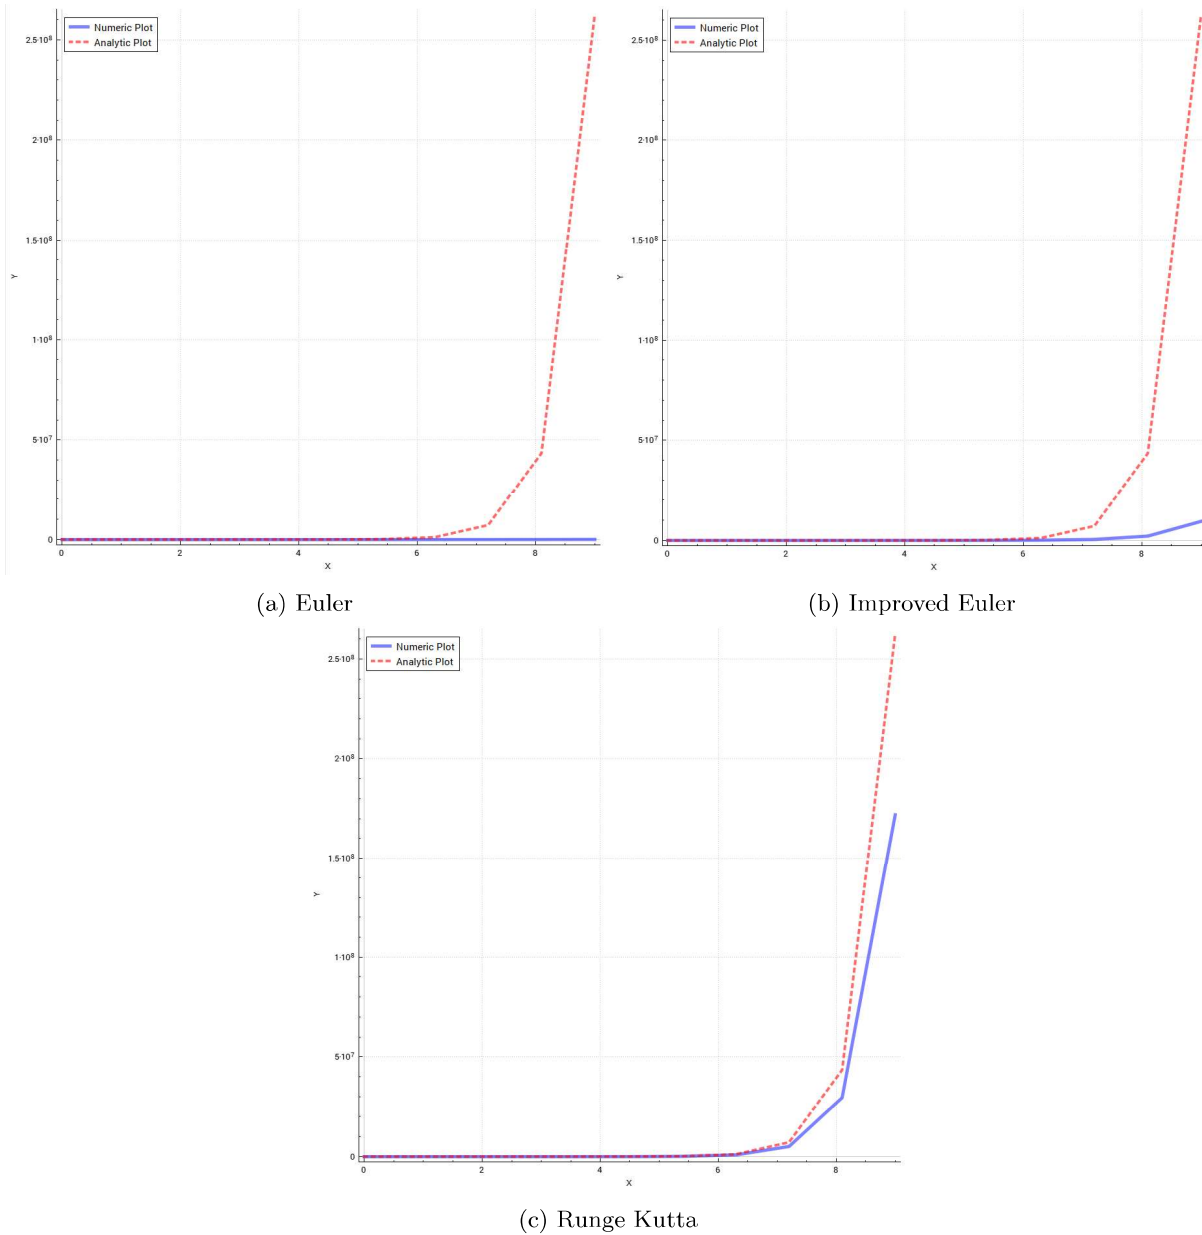 Numeric Plot
Analytic Plot
2.5·10⁸
2·10⁸
1.5·10⁸
1·10⁸
5·10⁷
0
Y
0 2 4 6 8
X
(a) Euler
Numeric Plot
Analytic Plot
2.5·10⁸
2·10⁸
1.5·10⁸
1·10⁸
5·10⁷
0
Y
0 2 4 6 8
X
(b) Improved Euler
Numeric Plot
Analytic Plot
2.5·10⁸
2·10⁸
1.5·10⁸
1·10⁸
5·10⁷
0
Y
0 2 4 6 8
X
(c) Runge Kutta